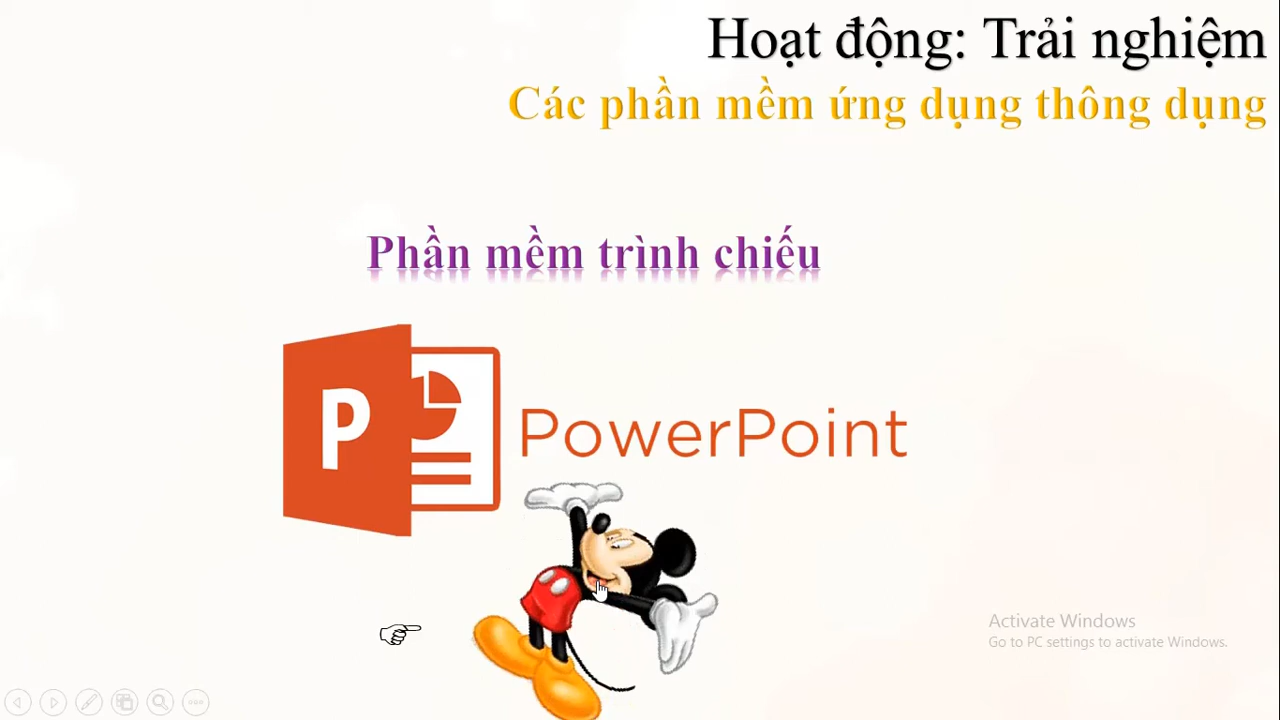 Hoạt động: Trải nghiệm
Các phần mềm ứng dụng thông dụng
Phần mềm trình chiếu
P
PowerPoint
Activate Windows
Go to PC settings to activate Windows.